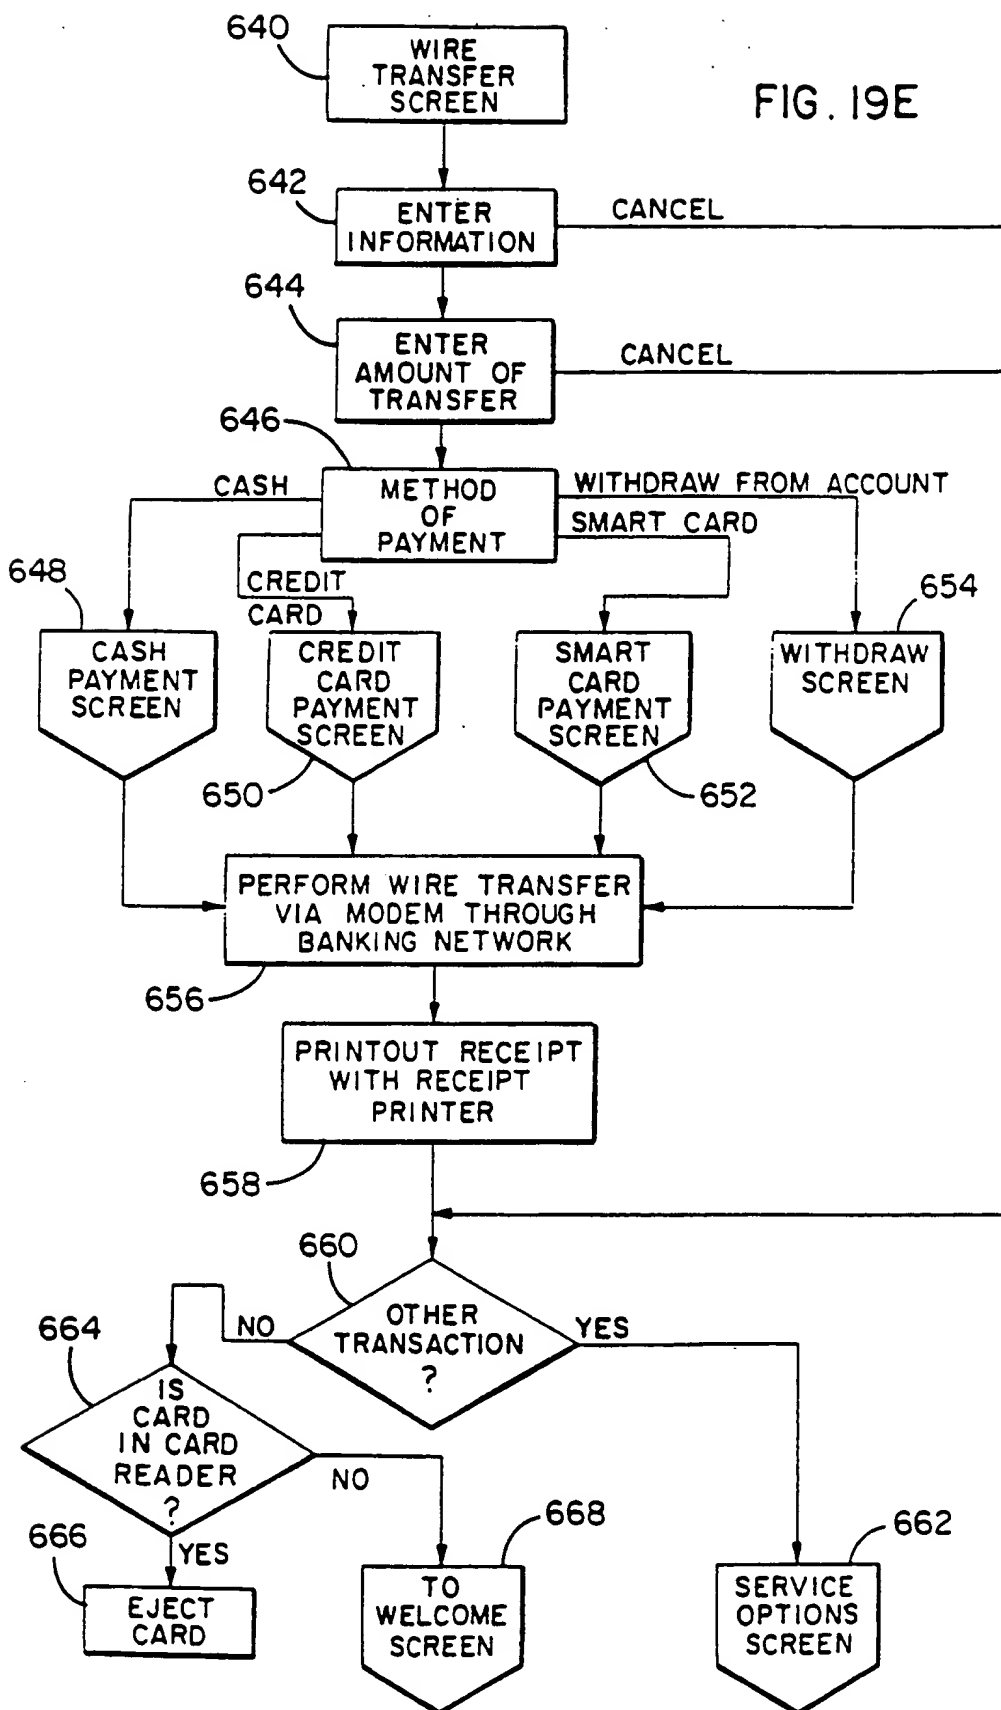 640
WIRE
TRANSFER
SCREEN
FIG. 19E
642
ENTER
INFORMATION
CANCEL
644
ENTER
AMOUNT OF
TRANSFER
CANCEL
646
METHOD
OF
PAYMENT
CASH
CREDIT
CARD
WITHDRAW FROM ACCOUNT
SMART CARD
648
CASH
PAYMENT
SCREEN
CREDIT
CARD
PAYMENT
SCREEN
650
SMART
CARD
PAYMENT
SCREEN
652
654
WITHDRAW
SCREEN
PERFORM WIRE TRANSFER
VIA MODEM THROUGH
BANKING NETWORK
656
PRINTOUT RECEIPT
WITH RECEIPT
PRINTER
658
660
OTHER
TRANSACTION
?
NO
YES
664
IS
CARD
IN CARD
READER
?
NO
YES
666
EJECT
CARD
668
TO
WELCOME
SCREEN
662
SERVICE
OPTIONS
SCREEN